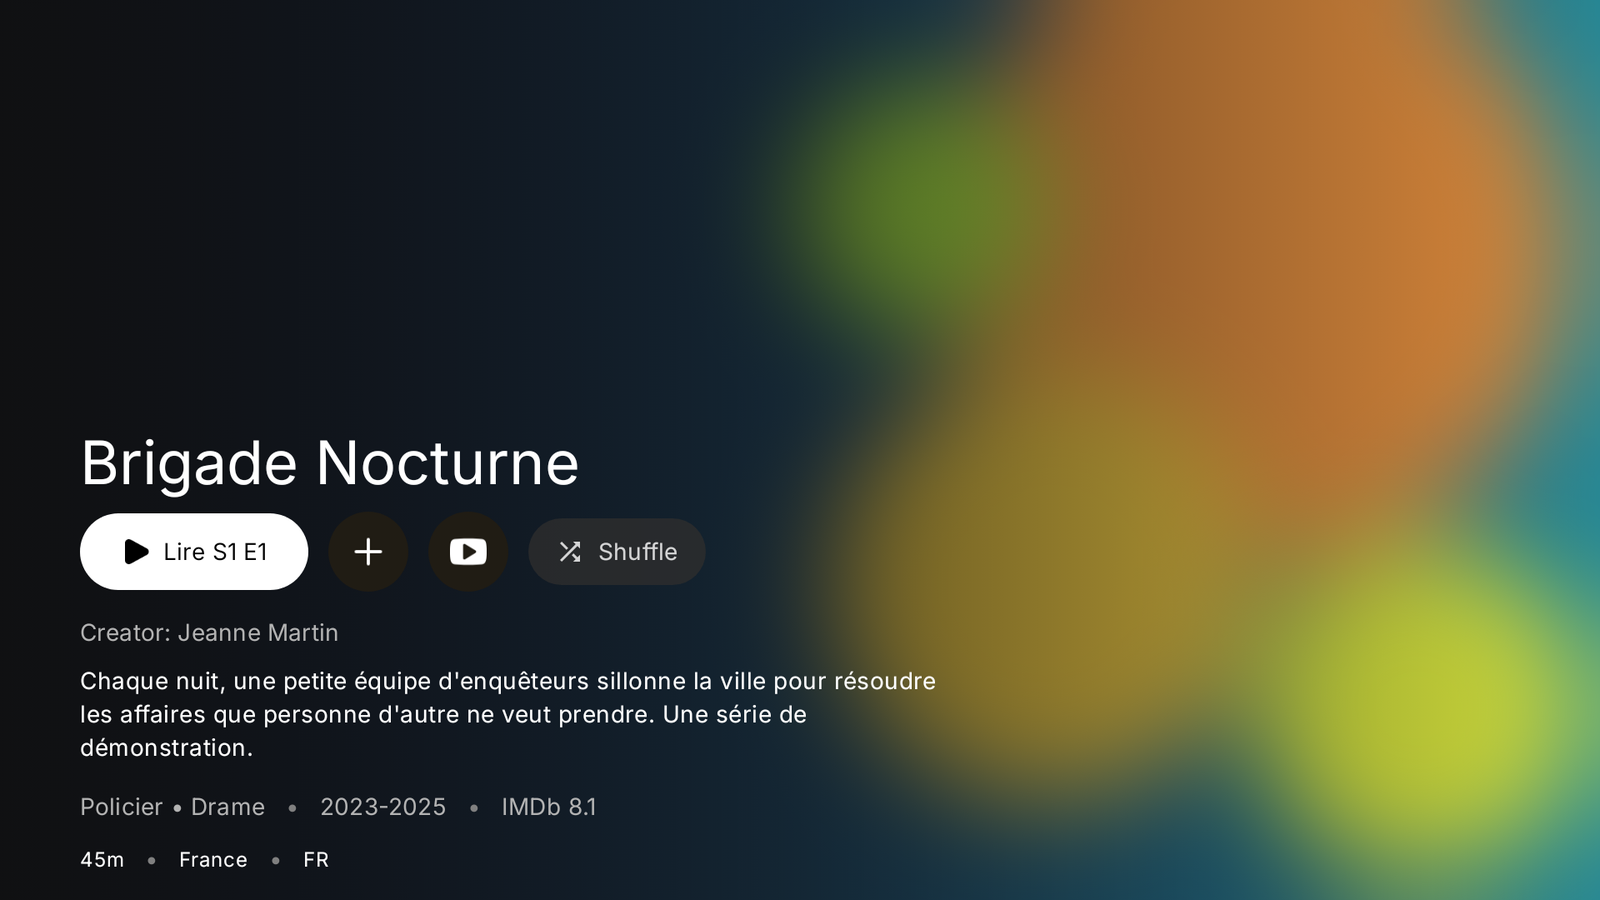 Brigade Nocturne
Lire S1 E1
Shuffle
Creator: Jeanne Martin
Chaque nuit, une petite équipe d'enquêteurs sillonne la ville pour résoudre
les affaires que personne d'autre ne veut prendre. Une série de
démonstration.
Policier • Drame • 2023-2025 • IMDb 8.1
45m • France • FR